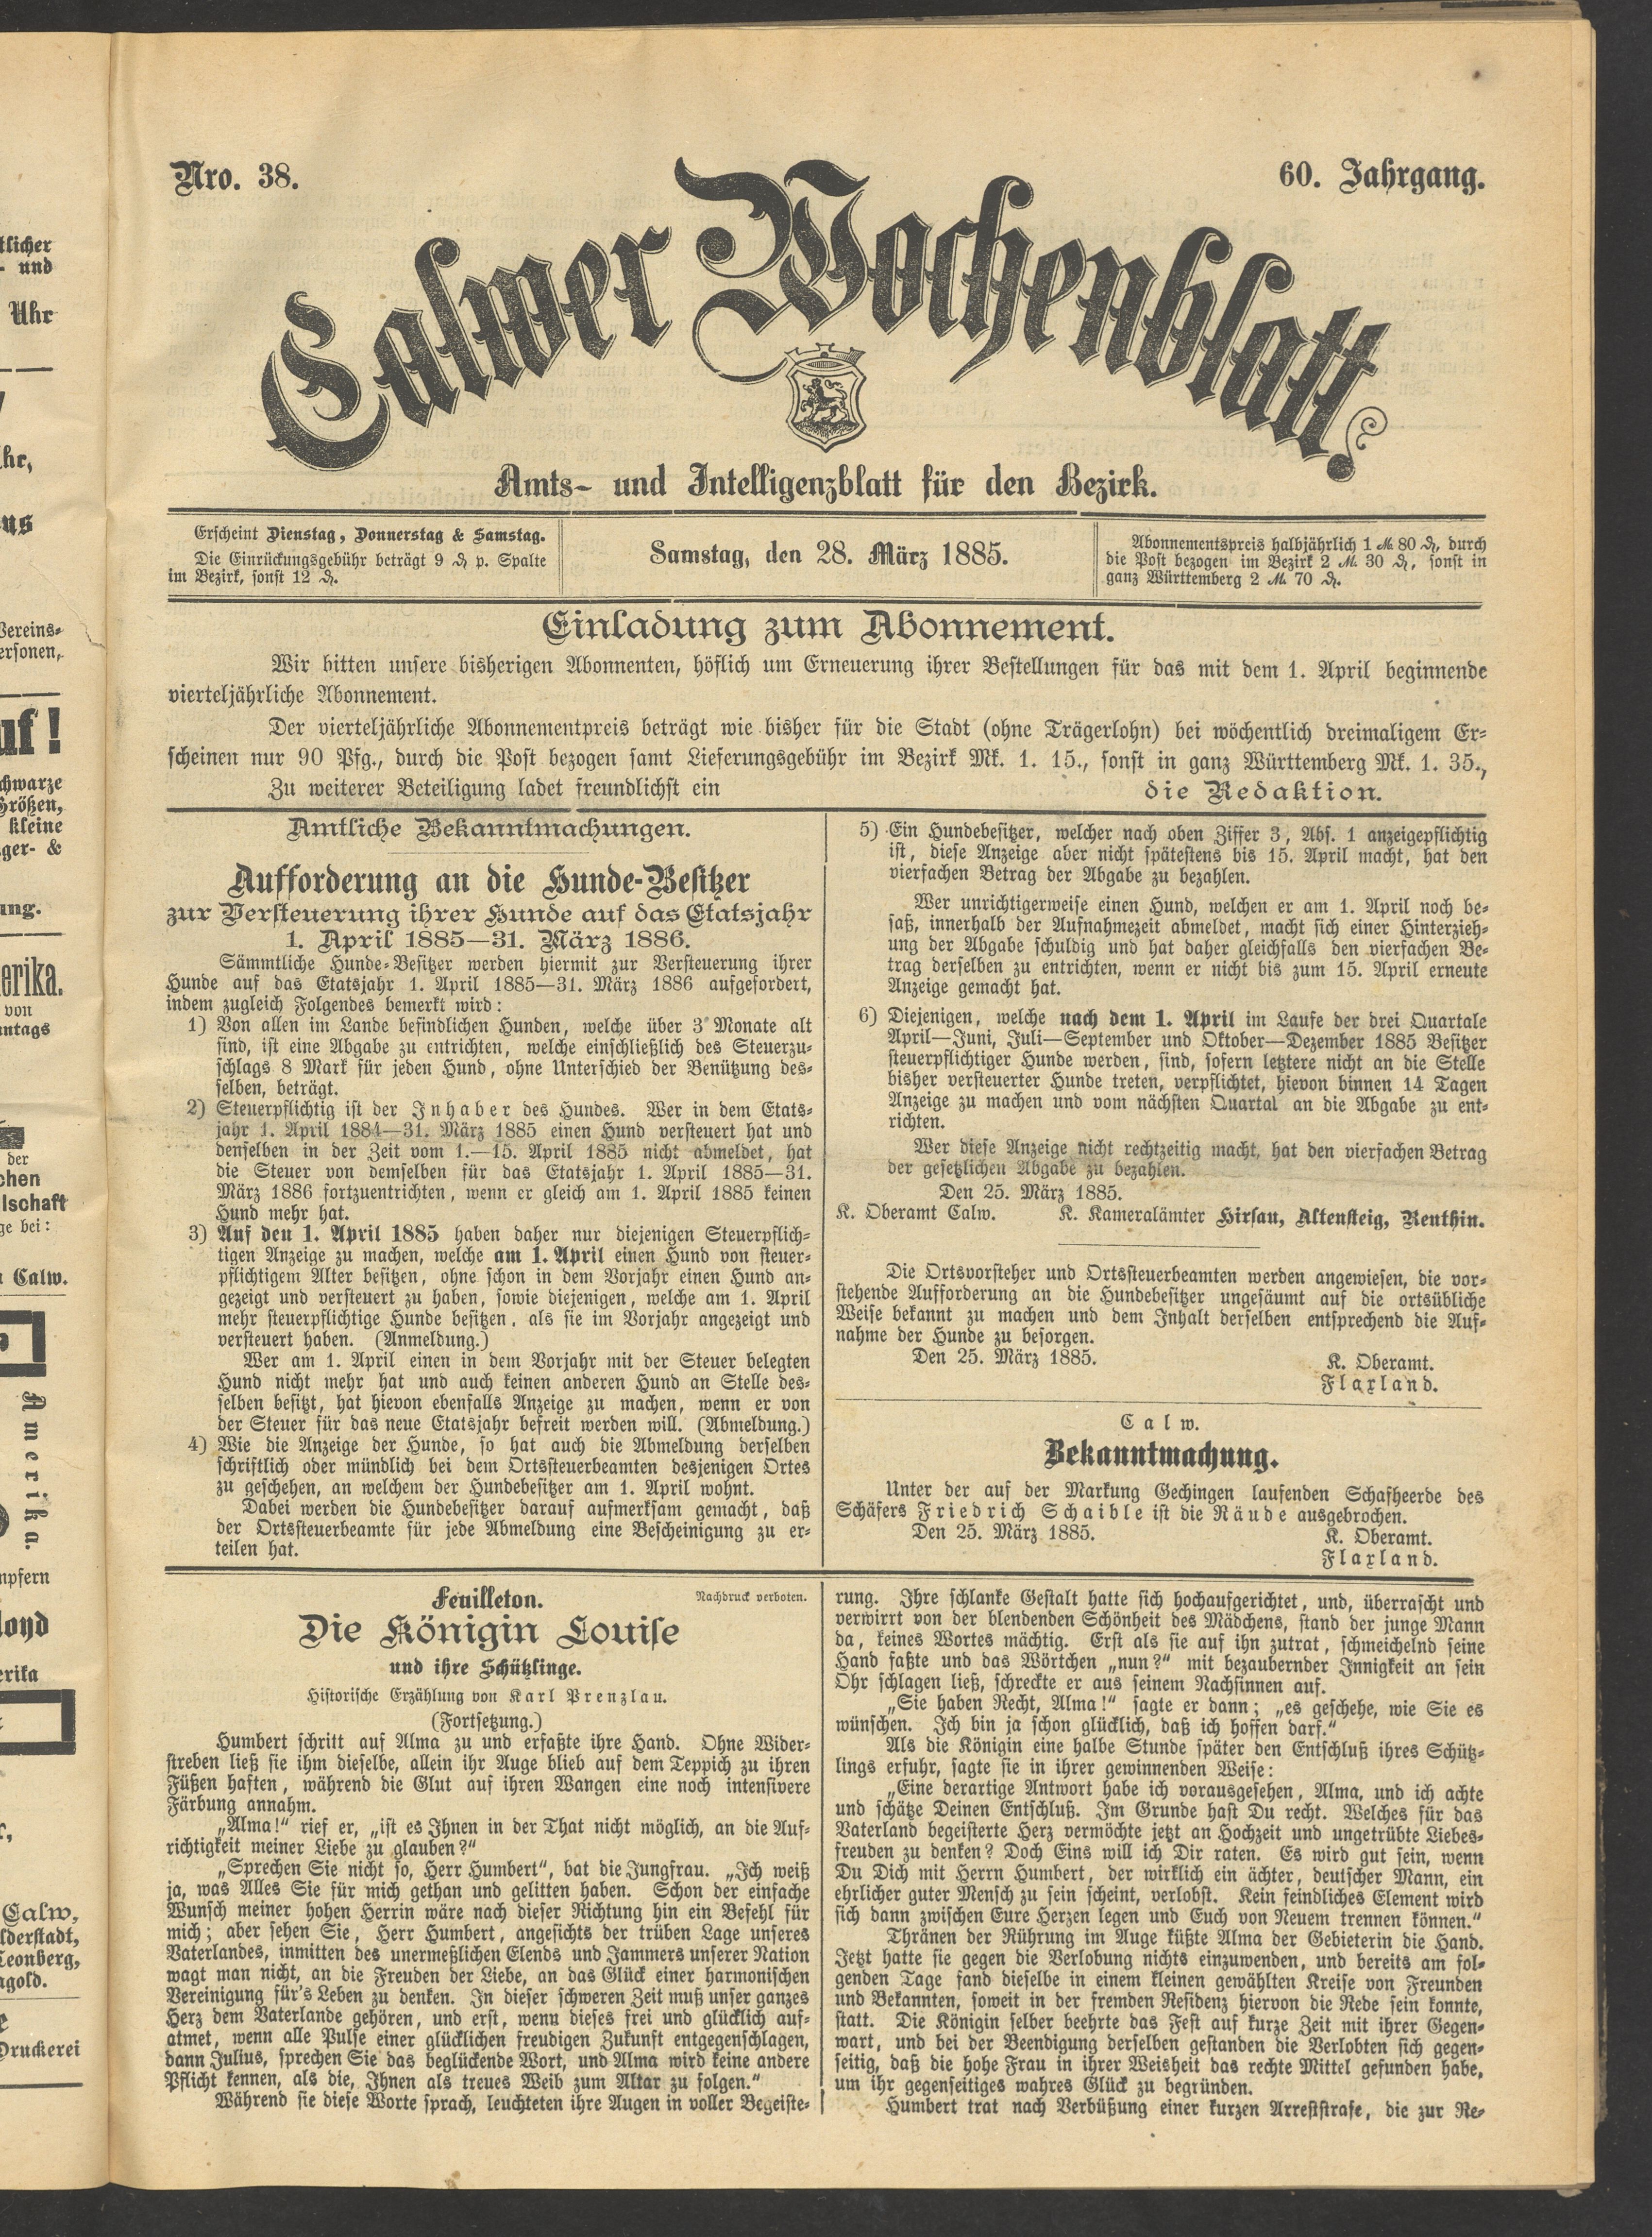 Nro. 38.
60. Jahrgang.
Calwer Wochenblatt.
Amts- und Intelligenzblatt für den Bezirk.
Erscheint Dienstag, Donnerstag & Samstag.
Die Einrückungsgebühr beträgt 9 ₰ p. Spalte
im Bezirk, sonst 12 ₰.
Samstag, den 28. März 1885.
Abonnementspreis halbjährlich 1 ℳ 80 ₰, durch
die Post bezogen im Bezirk 2 ℳ 30 ₰, sonst in
ganz Württemberg 2 ℳ 70 ₰.
Einladung zum Abonnement.
Wir bitten unsere bisherigen Abonnenten, höflich um Erneuerung ihrer Bestellungen für das mit dem 1. April beginnende
vierteljährliche Abonnement.
Der vierteljährliche Abonnementpreis beträgt wie bisher für die Stadt (ohne Trägerlohn) bei wöchentlich dreimaligem Er-
scheinen nur 90 Pfg., durch die Post bezogen samt Lieferungsgebühr im Bezirk Mk. 1. 15., sonst in ganz Württemberg Mk. 1. 35.,
Zu weiterer Beteiligung ladet freundlichst ein
die Redaktion.
Amtliche Bekanntmachungen.
Aufforderung an die Hunde-Besitzer
zur Versteuerung ihrer Hunde auf das Etatsjahr
1. April 1885—31. März 1886.
Sämmtliche Hunde-Besitzer werden hiermit zur Versteuerung ihrer
Hunde auf das Etatsjahr 1. April 1885—31. März 1886 aufgefordert,
indem zugleich Folgendes bemerkt wird:
1) Von allen im Lande befindlichen Hunden, welche über 3 Monate alt
sind, ist eine Abgabe zu entrichten, welche einschließlich des Steuerzu-
schlags 8 Mark für jeden Hund, ohne Unterschied der Benützung des-
selben, beträgt.
2) Steuerpflichtig ist der Inhaber des Hundes. Wer in dem Etats-
jahr 1. April 1884—31. März 1885 einen Hund versteuert hat und
denselben in der Zeit vom 1.—15. April 1885 nicht abmeldet, hat
die Steuer von demselben für das Etatsjahr 1. April 1885—31.
März 1886 fortzuentrichten, wenn er gleich am 1. April 1885 keinen
Hund mehr hat.
3) Auf den 1. April 1885 haben daher nur diejenigen Steuerpflich-
tigen Anzeige zu machen, welche am 1. April einen Hund von steuer-
pflichtigem Alter besitzen, ohne schon in dem Vorjahr einen Hund an-
gezeigt und versteuert zu haben, sowie diejenigen, welche am 1. April
mehr steuerpflichtige Hunde besitzen, als sie im Vorjahr angezeigt und
versteuert haben. (Anmeldung.)
Wer am 1. April einen in dem Vorjahr mit der Steuer belegten
Hund nicht mehr hat und auch keinen anderen Hund an Stelle des-
selben besitzt, hat hievon ebenfalls Anzeige zu machen, wenn er von
der Steuer für das neue Etatsjahr befreit werden will. (Abmeldung.)
4) Wie die Anzeige der Hunde, so hat auch die Abmeldung derselben
schriftlich oder mündlich bei dem Ortssteuerbeamten desjenigen Ortes
zu geschehen, an welchem der Hundebesitzer am 1. April wohnt.
Dabei werden die Hundebesitzer darauf aufmerksam gemacht, daß
der Ortssteuerbeamte für jede Abmeldung eine Bescheinigung zu er-
teilen hat.
5) Ein Hundebesitzer, welcher nach oben Ziffer 3, Abs. 1 anzeigepflichtig
ist, diese Anzeige aber nicht spätestens bis 15. April macht, hat den
vierfachen Betrag der Abgabe zu bezahlen.
Wer unrichtigerweise einen Hund, welchen er am 1. April noch be-
saß, innerhalb der Aufnahmezeit abmeldet, macht sich einer Hinterzieh-
ung der Abgabe schuldig und hat daher gleichfalls den vierfachen Be-
trag derselben zu entrichten, wenn er nicht bis zum 15. April erneute
Anzeige gemacht hat.
6) Diejenigen, welche nach dem 1. April im Laufe der drei Quartale
April—Juni, Juli—September und Oktober—Dezember 1885 Besitzer
steuerpflichtiger Hunde werden, sind, sofern letztere nicht an die Stelle
bisher versteuerter Hunde treten, verpflichtet, hievon binnen 14 Tagen
Anzeige zu machen und vom nächsten Quartal an die Abgabe zu ent-
richten.
Wer diese Anzeige nicht rechtzeitig macht, hat den vierfachen Betrag
der gesetzlichen Abgabe zu bezahlen.
Den 25. März 1885.
K. Oberamt Calw. K. Kameralämter Hirsau, Altensteig, Reuthin.
Die Ortsvorsteher und Ortssteuerbeamten werden angewiesen, die vor-
stehende Aufforderung an die Hundebesitzer ungesäumt auf die ortsübliche
Weise bekannt zu machen und dem Inhalt derselben entsprechend die Auf-
nahme der Hunde zu besorgen.
Den 25. März 1885.
K. Oberamt.
Flaxland.
Calw.
Bekanntmachung.
Unter der auf der Markung Gechingen laufenden Schafheerde des
Schäfers Friedrich Schaible ist die Räude ausgebrochen.
Den 25. März 1885.
K. Oberamt.
Flaxland.
Feuilleton.
Nachdruck verboten.
Die Königin Louise
und ihre Schützlinge.
Historische Erzählung von Karl Prenzlau.
(Fortsetzung.)
Humbert schritt auf Alma zu und erfaßte ihre Hand. Ohne Wider-
streben ließ sie ihm dieselbe, allein ihr Auge blieb auf dem Teppich zu ihren
Füßen haften, während die Glut auf ihren Wangen eine noch intensivere
Färbung annahm.
„Alma!“ rief er, „ist es Ihnen in der That nicht möglich, an die Auf-
richtigkeit meiner Liebe zu glauben?“
„Sprechen Sie nicht so, Herr Humbert“, bat die Jungfrau. „Ich weiß
ja, was Alles Sie für mich gethan und gelitten haben. Schon der einfache
Wunsch meiner hohen Herrin wäre nach dieser Richtung hin ein Befehl für
mich; aber sehen Sie, Herr Humbert, angesichts der trüben Lage unseres
Vaterlandes, inmitten des unermeßlichen Elends und Jammers unserer Nation
wagt man nicht, an die Freuden der Liebe, an das Glück einer harmonischen
Vereinigung für's Leben zu denken. In dieser schweren Zeit muß unser ganzes
Herz dem Vaterlande gehören, und erst, wenn dieses frei und glücklich auf-
atmet, wenn alle Pulse einer glücklichen freudigen Zukunft entgegenschlagen,
dann Julius, sprechen Sie das beglückende Wort, und Alma wird keine andere
Pflicht kennen, als die, Ihnen als treues Weib zum Altar zu folgen.“
Während sie diese Worte sprach, leuchteten ihre Augen in voller Begeiste-
rung. Ihre schlanke Gestalt hatte sich hochaufgerichtet, und, überrascht und
verwirrt von der blendenden Schönheit des Mädchens, stand der junge Mann
da, keines Wortes mächtig. Erst als sie auf ihn zutrat, schmeichelnd seine
Hand faßte und das Wörtchen „nun?“ mit bezaubernder Innigkeit an sein
Ohr schlagen ließ, schreckte er aus seinem Nachsinnen auf.
„Sie haben Recht, Alma!“ sagte er dann; „es geschehe, wie Sie es
wünschen. Ich bin ja schon glücklich, daß ich hoffen darf.“
Als die Königin eine halbe Stunde später den Entschluß ihres Schütz-
lings erfuhr, sagte sie in ihrer gewinnenden Weise:
„Eine derartige Antwort habe ich vorausgesehen, Alma, und ich achte
und schätze Deinen Entschluß. Im Grunde hast Du recht. Welches für das
Vaterland begeisterte Herz vermöchte jetzt an Hochzeit und ungetrübte Liebes-
freuden zu denken? Doch Eins will ich Dir raten. Es wird gut sein, wenn
Du Dich mit Herrn Humbert, der wirklich ein ächter, deutscher Mann, ein
ehrlicher guter Mensch zu sein scheint, verlobst. Kein feindliches Element wird
sich dann zwischen Eure Herzen legen und Euch von Neuem trennen können.“
Thränen der Rührung im Auge küßte Alma der Gebieterin die Hand.
Jetzt hatte sie gegen die Verlobung nichts einzuwenden, und bereits am fol-
genden Tage fand dieselbe in einem kleinen gewählten Kreise von Freunden
und Bekannten, soweit in der fremden Residenz hiervon die Rede sein konnte,
statt. Die Königin selber beehrte das Fest auf kurze Zeit mit ihrer Gegen-
wart, und bei der Beendigung derselben gestanden die Verlobten sich gegen-
seitig, daß die hohe Frau in ihrer Weisheit das rechte Mittel gefunden habe,
um ihr gegenseitiges wahres Glück zu begründen.
Humbert trat nach Verbüßung einer kurzen Arreststrafe, die zur Re-